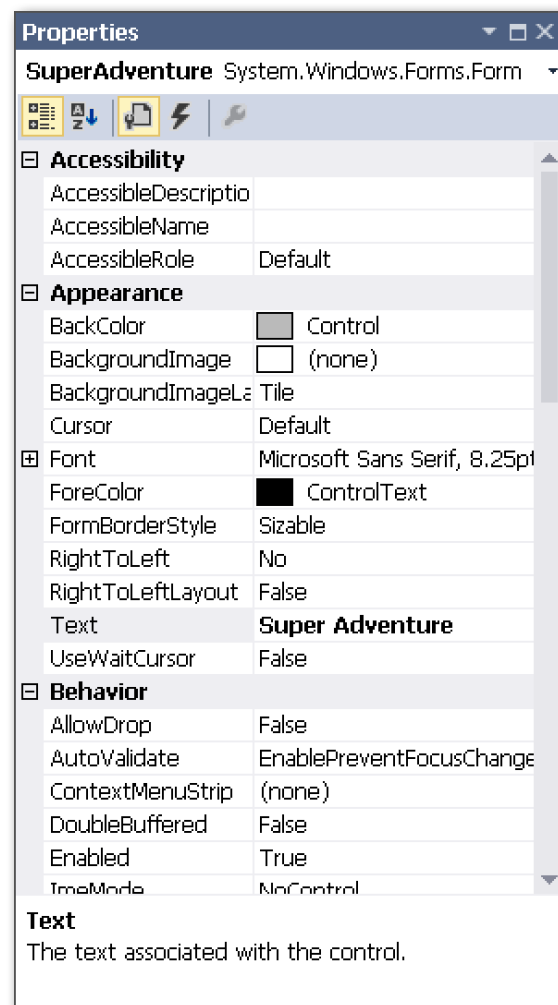 Properties
SuperAdventure System.Windows.Forms.Form
Accessibility
AccessibleDescriptio
AccessibleName
AccessibleRole Default
Appearance
BackColor Control
BackgroundImage (none)
BackgroundImageLa Tile
Cursor Default
Font Microsoft Sans Serif, 8.25pt
ForeColor ControlText
FormBorderStyle Sizable
RightToLeft No
RightToLeftLayout False
Text Super Adventure
UseWaitCursor False
Behavior
AllowDrop False
AutoValidate EnablePreventFocusChange
ContextMenuStrip (none)
DoubleBuffered False
Enabled True
ImeMode NoControl
Text
The text associated with the control.